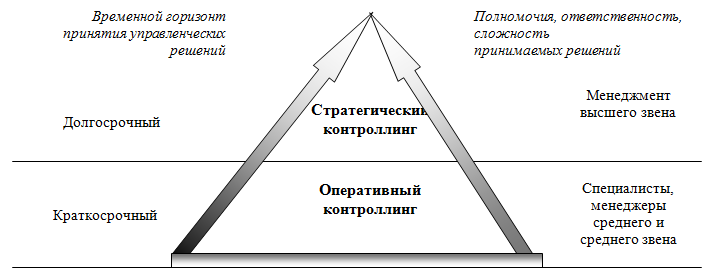 Временной горизонт
принятия управленческих
решений
Полномочия, ответственность,
сложность
принимаемых решений
Долгосрочный
Стратегический
контроллинг
Менеджмент
высшего звена
Краткосрочный
Оперативный
контроллинг
Специалисты,
менеджеры
среднего и
среднего звена